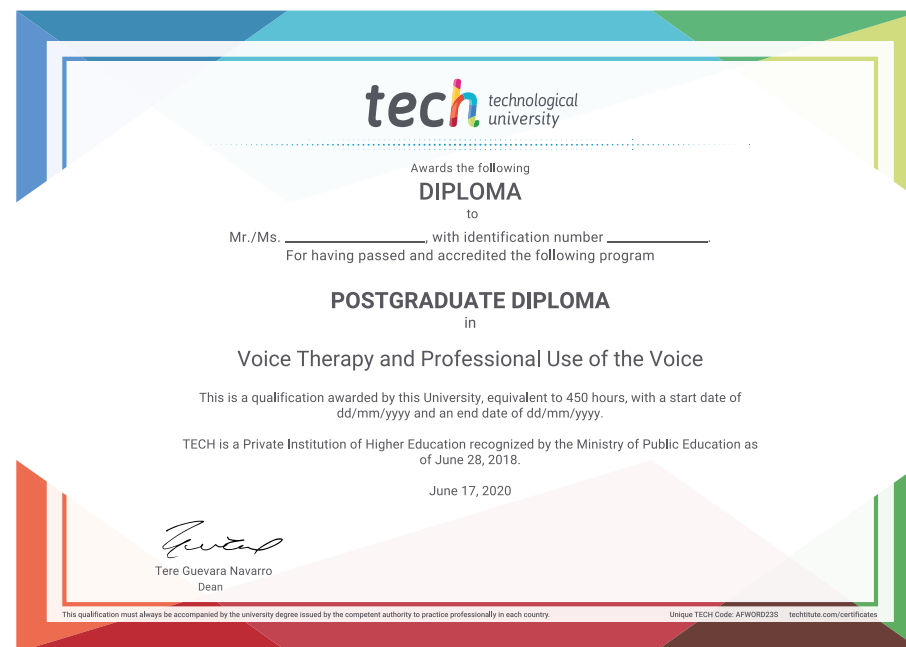 tech technological
university
Awards the following
DIPLOMA
to
Mr./Ms. ____________________, with identification number ______________.
For having passed and accredited the following program
POSTGRADUATE DIPLOMA
in
Voice Therapy and Professional Use of the Voice
This is a qualification awarded by this University, equivalent to 450 hours, with a start date of
dd/mm/yyyy and an end date of dd/mm/yyyy.
TECH is a Private Institution of Higher Education recognized by the Ministry of Public Education as
of June 28, 2018.
June 17, 2020
Tere Guevara Navarro
Dean
This qualification must always be accompanied by the university degree issued by the competent authority to practice professionally in each country. Unique TECH Code: AFWORD23S techtitute.com/certificates